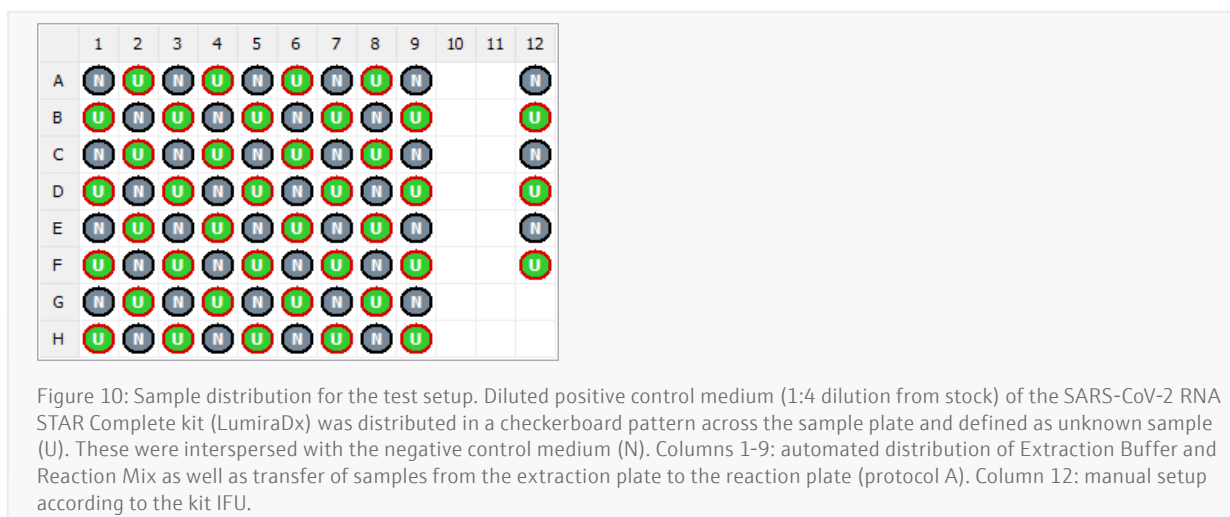 1 2 3 4 5 6 7 8 9 10 11 12
A N U N U N U N U N N
B U N U N U N U N U U
C N U N U N U N U N N
D U N U N U N U N U U
E N U N U N U N U N N
F U N U N U N U N U U
G N U N U N U N U N
H U N U N U N U N U
Figure 10: Sample distribution for the test setup. Diluted positive control medium (1:4 dilution from stock) of the SARS-CoV-2 RNA
STAR Complete kit (LumiraDx) was distributed in a checkerboard pattern across the sample plate and defined as unknown sample
(U). These were interspersed with the negative control medium (N). Columns 1-9: automated distribution of Extraction Buffer and
Reaction Mix as well as transfer of samples from the extraction plate to the reaction plate (protocol A). Column 12: manual setup
according to the kit IFU.